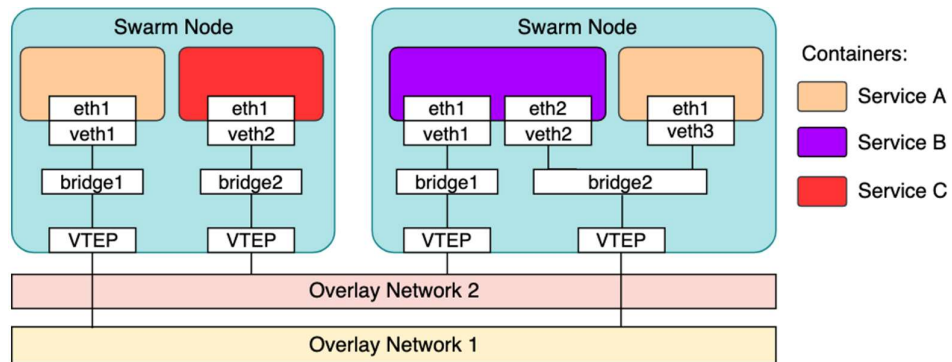 Swarm Node
eth1
veth1
bridge1
VTEP
eth1
veth2
bridge2
VTEP
Swarm Node
eth1
veth1
bridge1
VTEP
eth2
veth2
eth1
veth3
bridge2
VTEP
Containers:
Service A
Service B
Service C
Overlay Network 2
Overlay Network 1